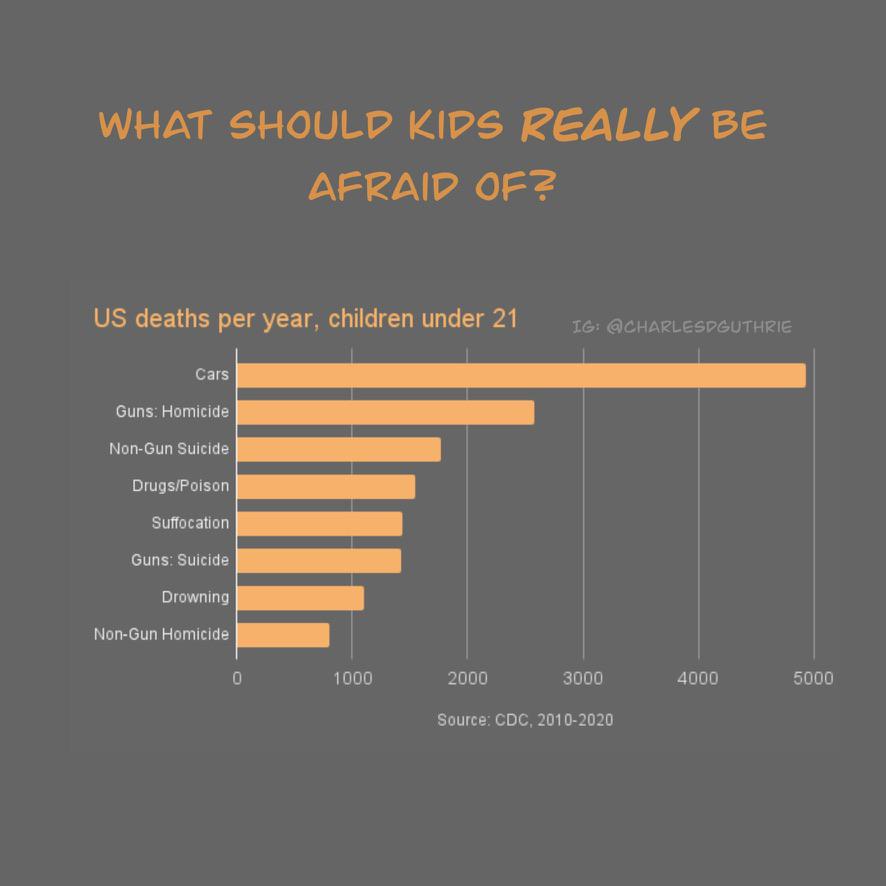 WHAT SHOULD KIDS REALLY BE
AFRAID OF?
US deaths per year, children under 21
IG: @CHARLESDGUTHRIE
Cars
Guns: Homicide
Non-Gun Suicide
Drugs/Poison
Suffocation
Guns: Suicide
Drowning
Non-Gun Homicide
0 1000 2000 3000 4000 5000
Source: CDC, 2010-2020